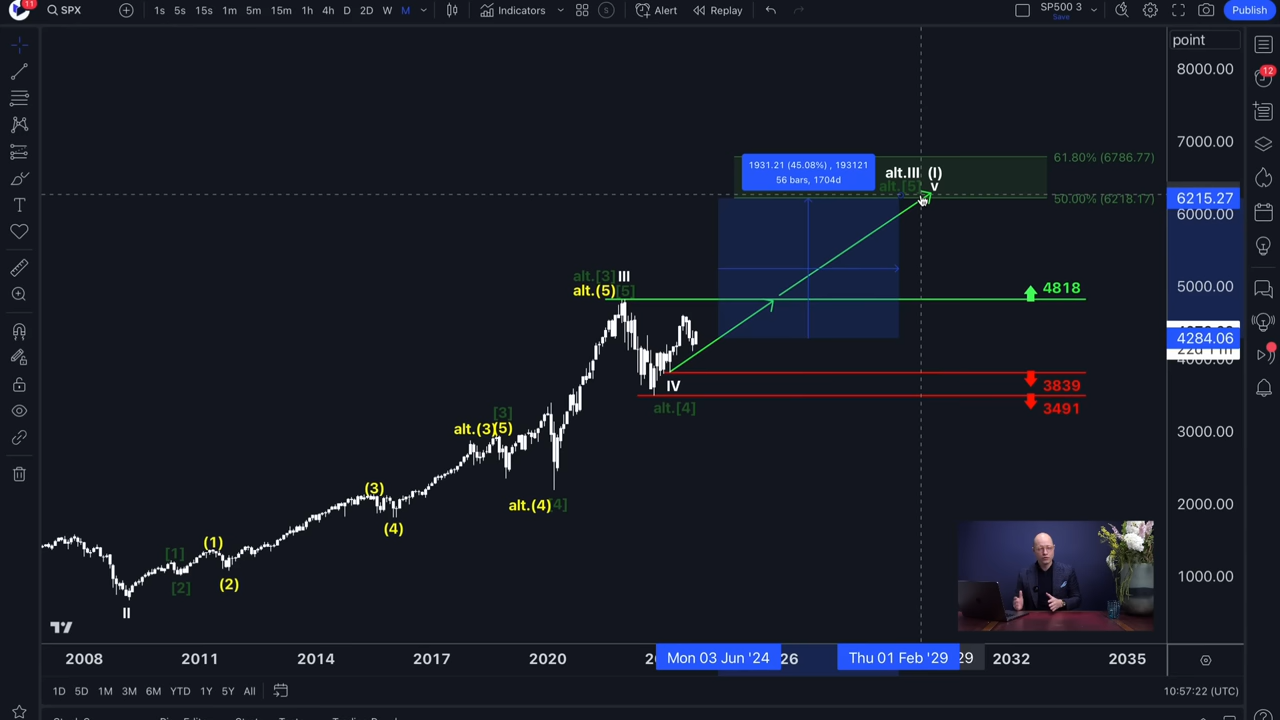 11 SPX 1s 5s 15s 1m 5m 15m 1h 4h D 2D W M Indicators Alert Replay SP500 3 Save Publish
point
8000.00
7000.00
6215.27
6000.00
5000.00
4284.06
3000.00
2000.00
1000.00
12
1931.21 (45.08%) , 193121
56 bars, 1704d
61.80% (6786.77)
50.00% (6218.17)
alt.III (I)
alt.[5] V
alt.[3] III
alt.(5) [5]
4818
IV
alt.[4]
3839
3491
[3]
alt.(3) (5)
alt.(4)
(3)
(4)
[1] (1)
[2] (2)
II
2008 2011 2014 2017 2020 Mon 03 Jun '24 26 Thu 01 Feb '29 29 2032 2035
1D 5D 1M 3M 6M YTD 1Y 5Y All 10:57:22 (UTC)